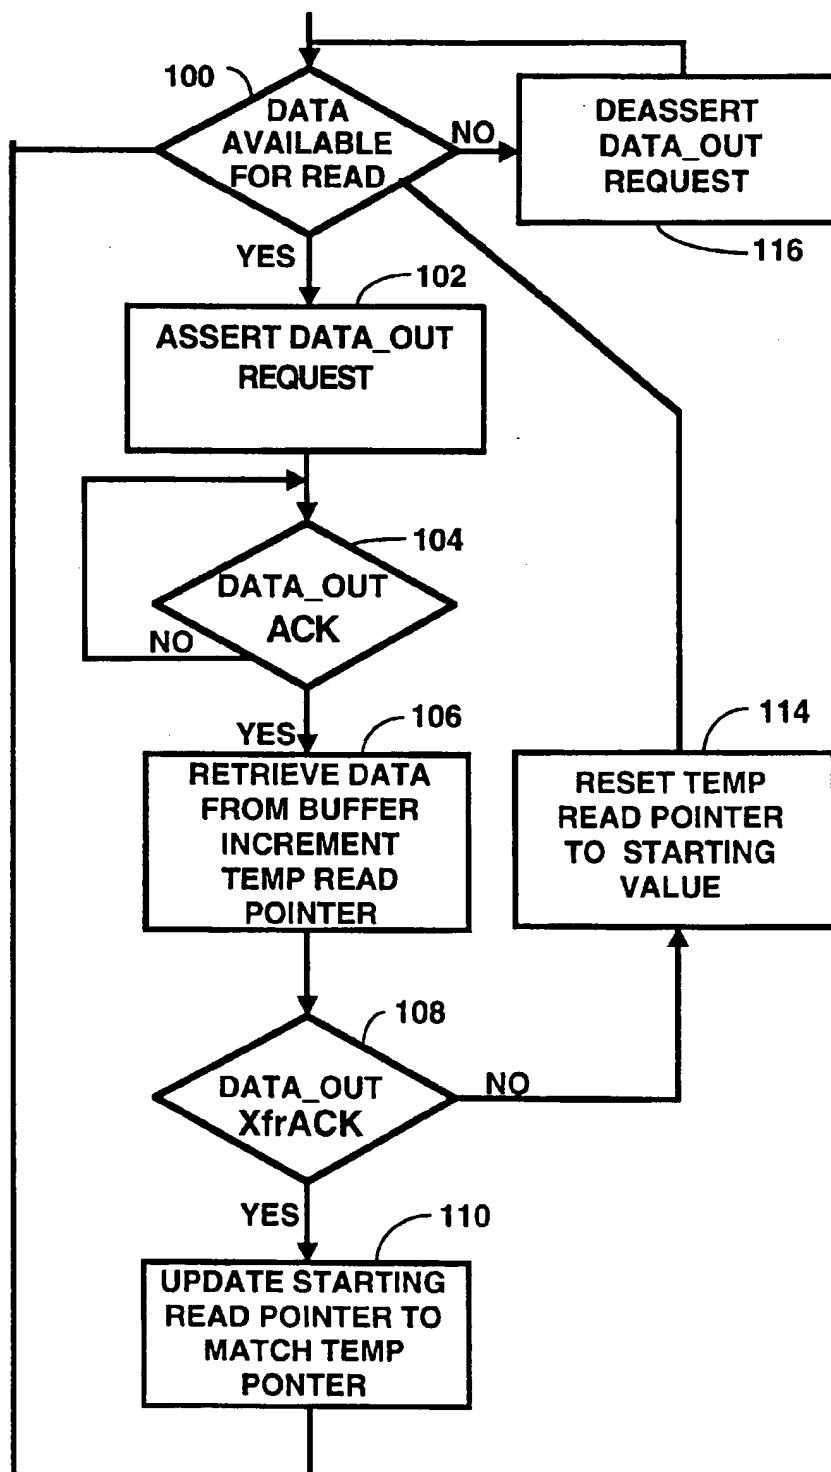 100
DATA
AVAILABLE
FOR READ
NO
DEASSERT
DATA_OUT
REQUEST
116
YES
102
ASSERT DATA_OUT
REQUEST
104
DATA_OUT
ACK
NO
YES
106
RETRIEVE DATA
FROM BUFFER
INCREMENT
TEMP READ
POINTER
114
RESET TEMP
READ POINTER
TO STARTING
VALUE
108
DATA_OUT
XfrACK
NO
YES
110
UPDATE STARTING
READ POINTER TO
MATCH TEMP
PONTER